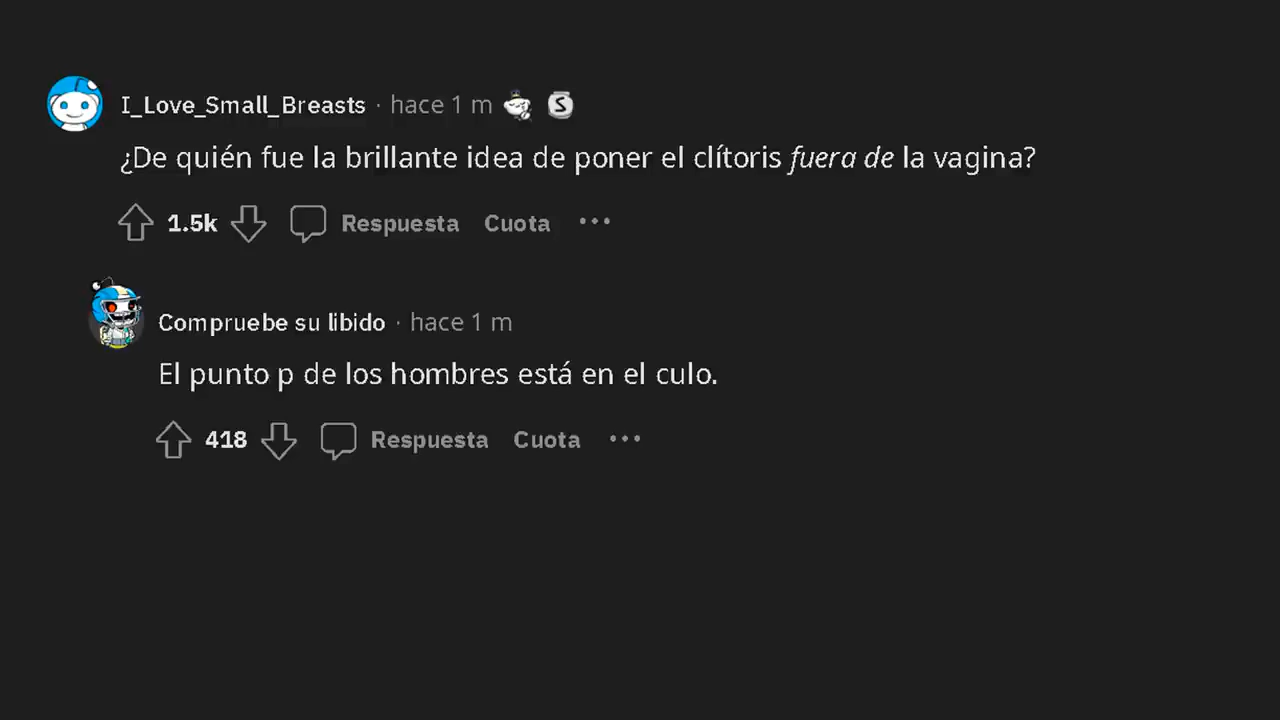 I_Love_Small_Breasts · hace 1 m
¿De quién fue la brillante idea de poner el clítoris fuera de la vagina?
1.5k Respuesta Cuota ···
Compruebe su libido · hace 1 m
El punto p de los hombres está en el culo.
418 Respuesta Cuota ···